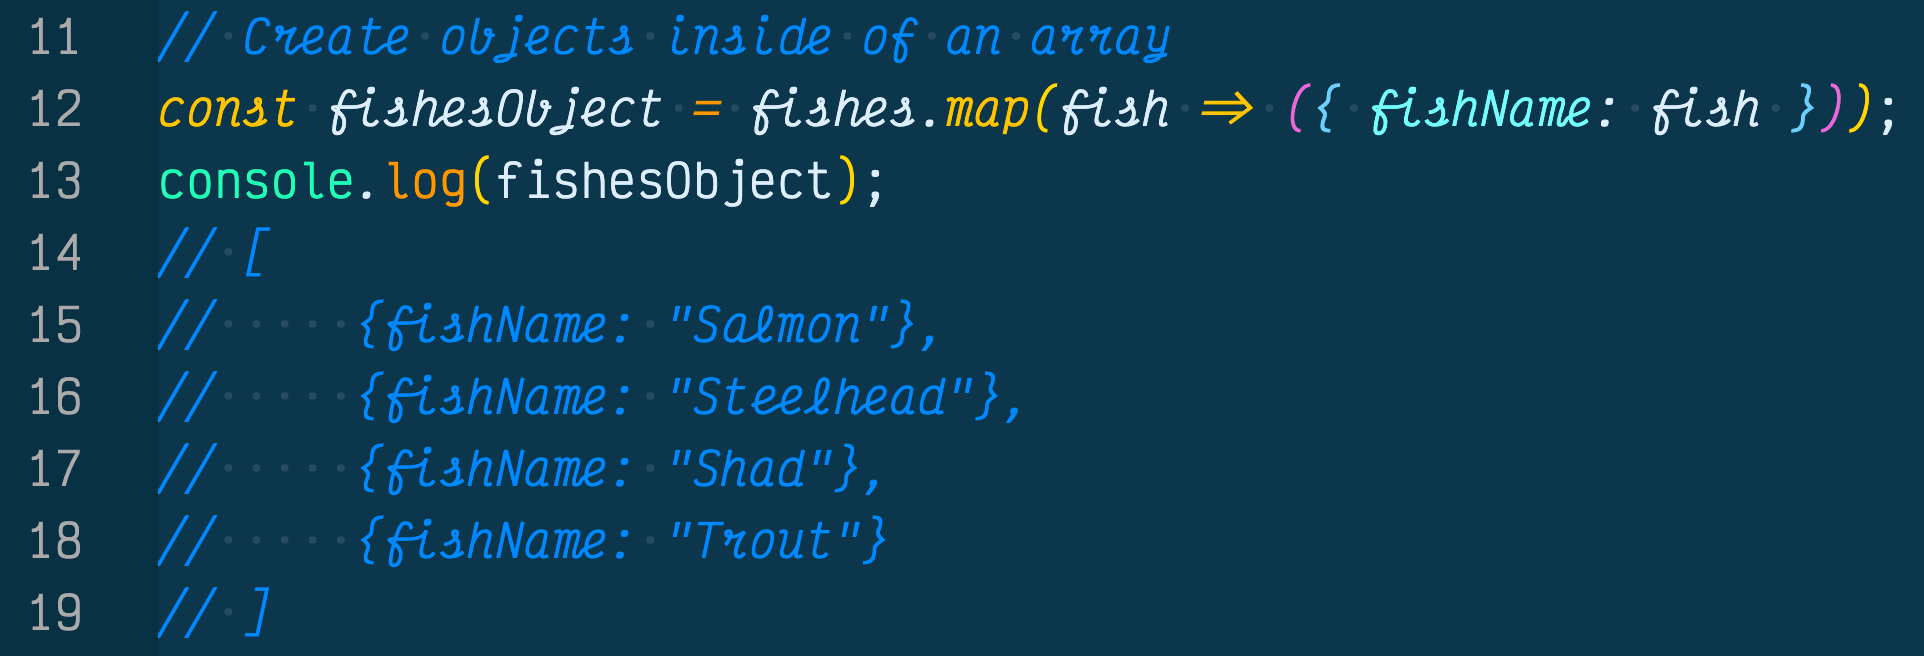 11 // Create objects inside of an array
12 const fishesObject = fishes.map(fish => ({ fishName: fish }));
13 console.log(fishesObject);
14 // [
15 //     {fishName: "Salmon"},
16 //     {fishName: "Steelhead"},
17 //     {fishName: "Shad"},
18 //     {fishName: "Trout"}
19 // ]